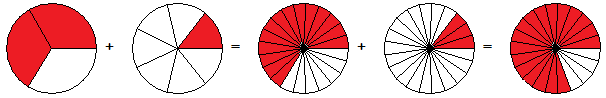 + = + =